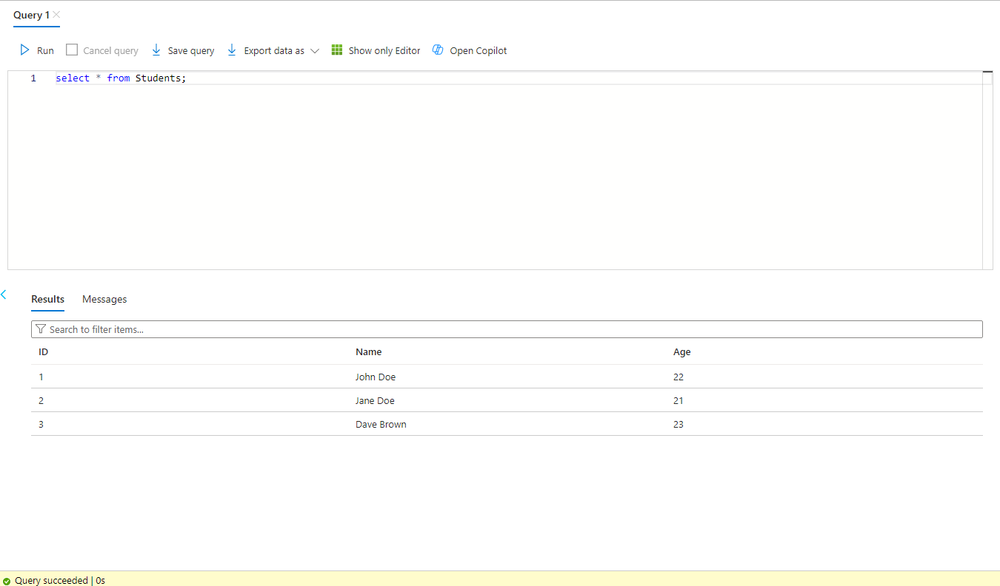 Query 1
Run Cancel query Save query Export data as Show only Editor Open Copilot
1 select * from Students;
Results Messages
Search to filter items...
ID Name Age
1 John Doe 22
2 Jane Doe 21
3 Dave Brown 23
Query succeeded | 0s